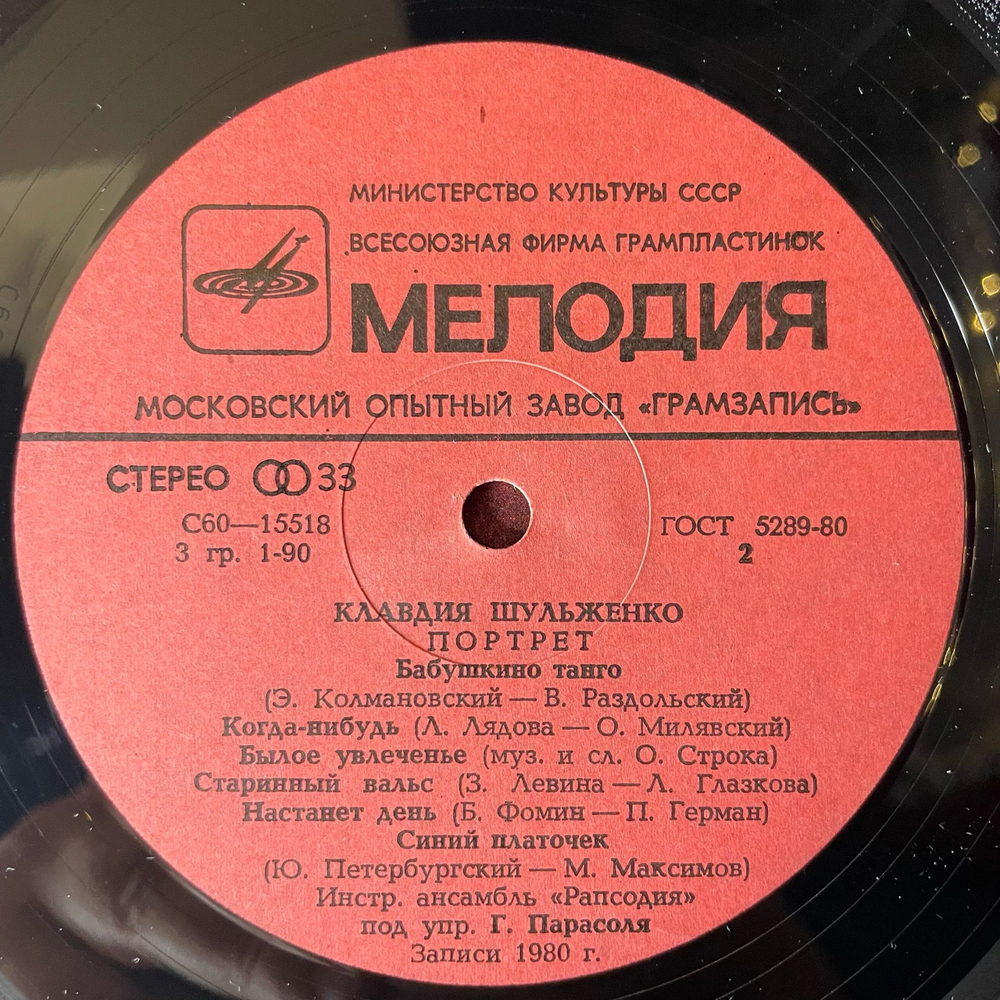 МИНИСТЕРСТВО КУЛЬТУРЫ СССР
ВСЕСОЮЗНАЯ ФИРМА ГРАМПЛАСТИНОК
МЕЛОДИЯ
МОСКОВСКИЙ ОПЫТНЫЙ ЗАВОД «ГРАМЗАПИСЬ»
СТЕРЕО 33
С60—15518
3 гр. 1-90
ГОСТ 5289-80
2
КЛАВДИЯ ШУЛЬЖЕНКО
ПОРТРЕТ
Бабушкино танго
(Э. Колмановский — В. Раздольский)
Когда-нибудь (Л. Лядова — О. Милявский)
Былое увлеченье (муз. и сл. О. Строка)
Старинный вальс (З. Левина — Л. Глазкова)
Настанет день (Б. Фомин — П. Герман)
Синий платочек
(Ю. Петербургский — М. Максимов)
Инстр. ансамбль «Рапсодия»
под упр. Г. Парасоля
Записи 1980 г.